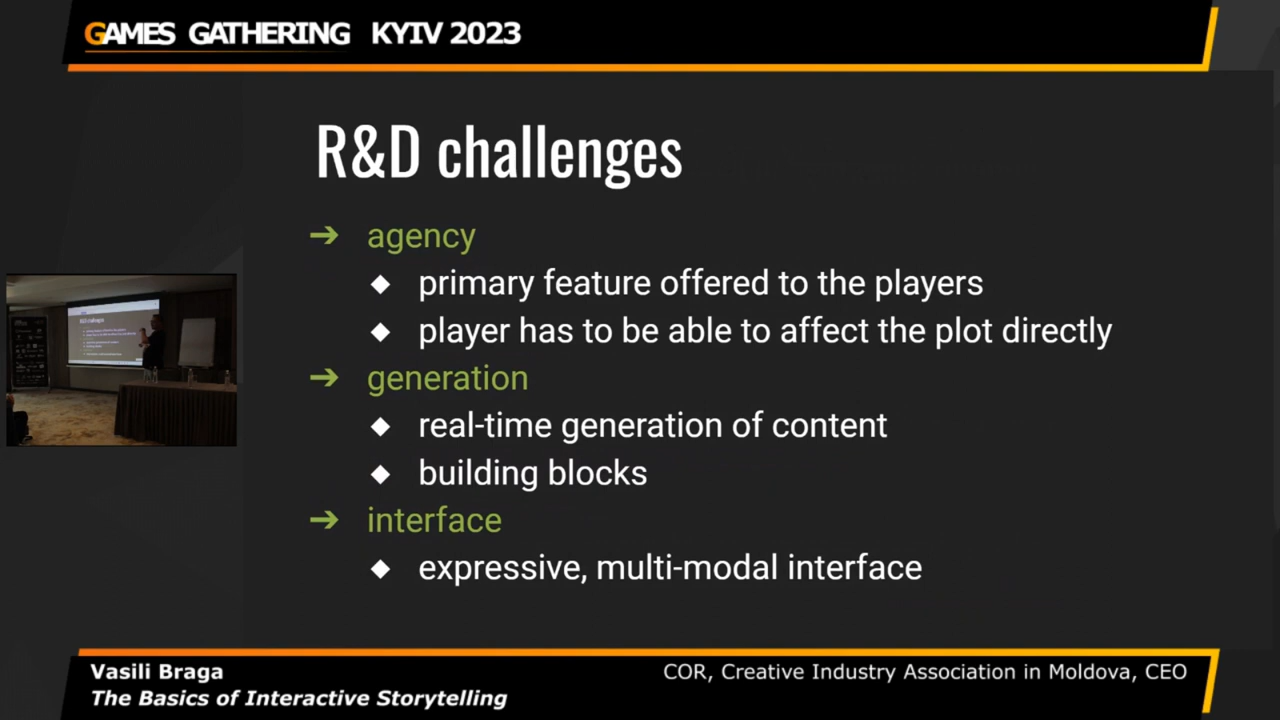 GAMES GATHERING KYIV 2023
R&D challenges
➔ agency
◆ primary feature offered to the players
◆ player has to be able to affect the plot directly
➔ generation
◆ real-time generation of content
◆ building blocks
➔ interface
◆ expressive, multi-modal interface
R&D challenges
Vasili Braga
COR, Creative Industry Association in Moldova, CEO
The Basics of Interactive Storytelling